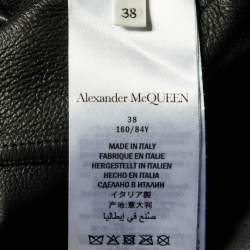 38
Alexander McQUEEN
38
160/84Y
MADE IN ITALY
FABRIQUE EN ITALIE
HERGESTELLT IN ITALIEN
HECHO EN ITALIA
СДЕЛАНО В ИТАЛИИ
イタリア製
产地:意大利
صنع في إيطاليا